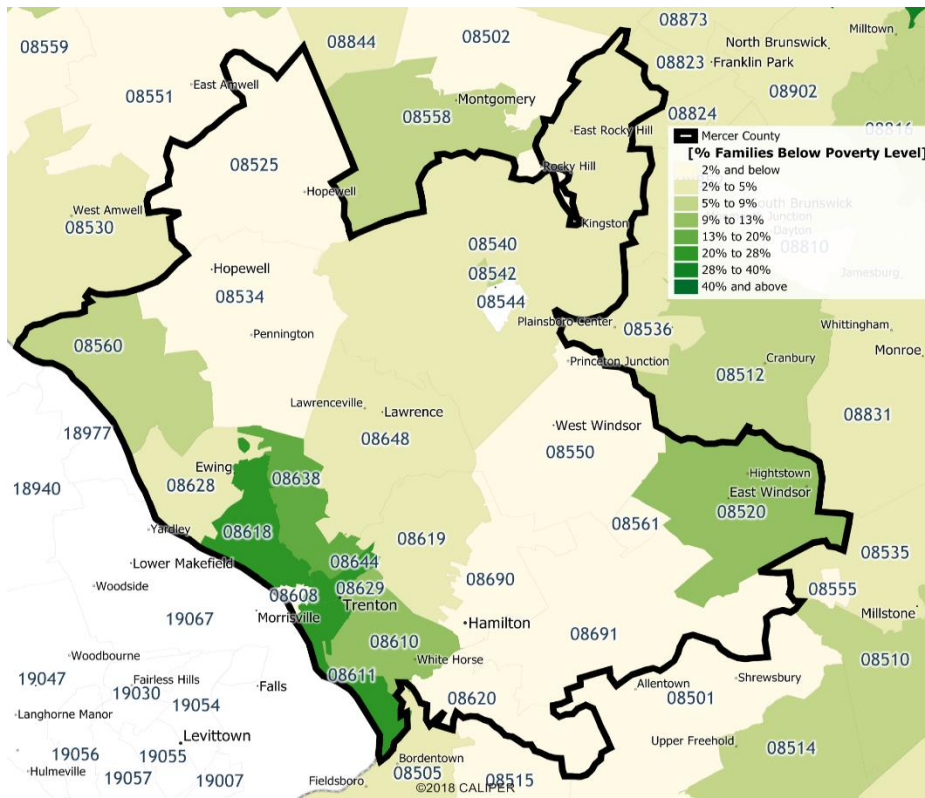 08873
Milltown
08559
08844
08502
North Brunswick
08823
Franklin Park
08551
East Amwell
08902
Montgomery
08558
08824
08816
East Rocky Hill
Mercer County
[% Families Below Poverty Level]
2% and below
2% to 5%
5% to 9%
9% to 13%
13% to 20%
20% to 28%
28% to 40%
40% and above
08525
Rocky Hill
Hopewell
West Amwell
08530
South Brunswick
Junction
Kingston
Dayton
08540
08810
Hopewell
08542
Jamesburg
08534
08544
Plainsboro Center
08536
Whittingham
Pennington
08560
Monroe
Princeton Junction
Cranbury
08512
Lawrenceville
Lawrence
08831
West Windsor
18977
08648
08550
Ewing
Hightstown
08638
08628
East Windsor
18940
08520
08561
Yardley
08618
08619
08535
Lower Makefield
08644
08690
Woodside
08629
08555
08608
Trenton
Morrisville
Millstone
19067
Hamilton
08691
08610
Woodbourne
White Horse
08510
19047
08611
Fairless Hills
Shrewsbury
19030
Falls
Allentown
08620
08501
19054
Langhorne Manor
Levittown
Upper Freehold
08514
19056
19055
Bordentown
Hulmeville
19057
19007
Fieldsboro
08505
08515
©2018 CALIPER